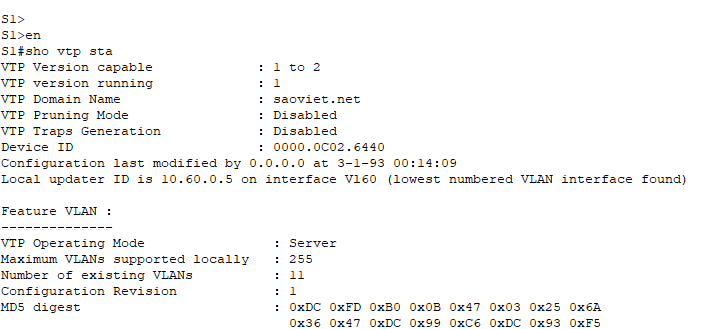 S1>
S1>en
S1#sho vtp sta
VTP Version capable : 1 to 2
VTP version running : 1
VTP Domain Name : saoviet.net
VTP Pruning Mode : Disabled
VTP Traps Generation : Disabled
Device ID : 0000.0C02.6440
Configuration last modified by 0.0.0.0 at 3-1-93 00:14:09
Local updater ID is 10.60.0.5 on interface Vl60 (lowest numbered VLAN interface found)
Feature VLAN :
--------------
VTP Operating Mode : Server
Maximum VLANs supported locally : 255
Number of existing VLANs : 11
Configuration Revision : 1
MD5 digest : 0xDC 0xFD 0xB0 0x0B 0x47 0x03 0x25 0x6A
0x36 0x47 0xDC 0x99 0xC6 0xDC 0x93 0xF5